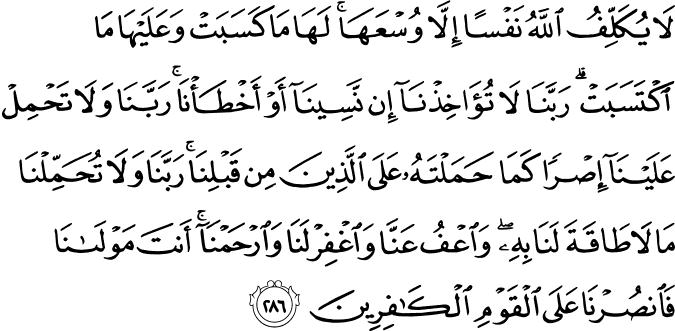 لَا يُكَلِّفُ ٱللَّهُ نَفْسًا إِلَّا وُسْعَهَا ۚ لَهَا مَا كَسَبَتْ وَعَلَيْهَا مَا
ٱكْتَسَبَتْ ۗ رَبَّنَا لَا تُؤَاخِذْنَآ إِن نَّسِينَآ أَوْ أَخْطَأْنَا ۚ رَبَّنَا وَلَا تَحْمِلْ
عَلَيْنَآ إِصْرًا كَمَا حَمَلْتَهُۥ عَلَى ٱلَّذِينَ مِن قَبْلِنَا ۚ رَبَّنَا وَلَا تُحَمِّلْنَا
مَا لَا طَاقَةَ لَنَا بِهِۦ ۖ وَٱعْفُ عَنَّا وَٱغْفِرْ لَنَا وَٱرْحَمْنَآ ۚ أَنتَ مَوْلَىٰنَا
فَٱنصُرْنَا عَلَى ٱلْقَوْمِ ٱلْكَـٰفِرِينَ ٢٨٦